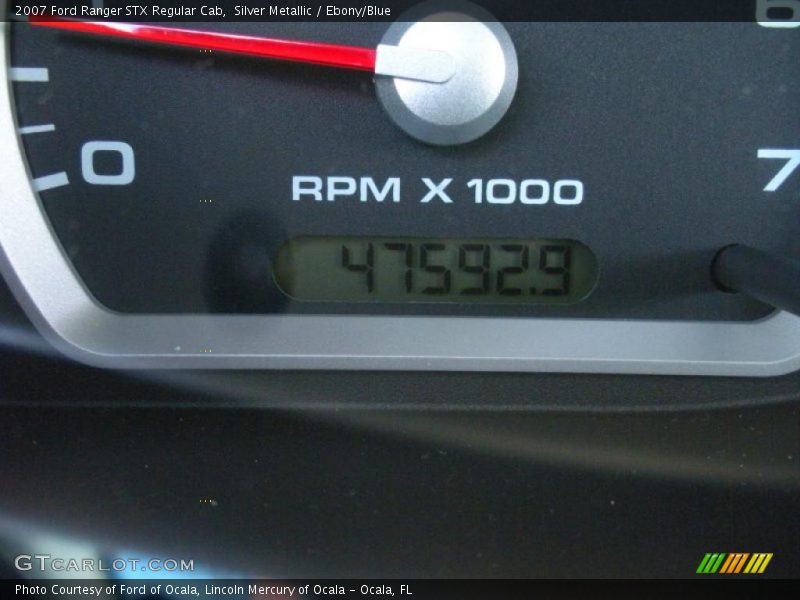 2007 Ford Ranger STX Regular Cab,  Silver Metallic / Ebony/Blue
0
7
RPM X 1000
47592.9
GTCARLOT.COM
Photo Courtesy of Ford of Ocala, Lincoln Mercury of Ocala - Ocala, FL